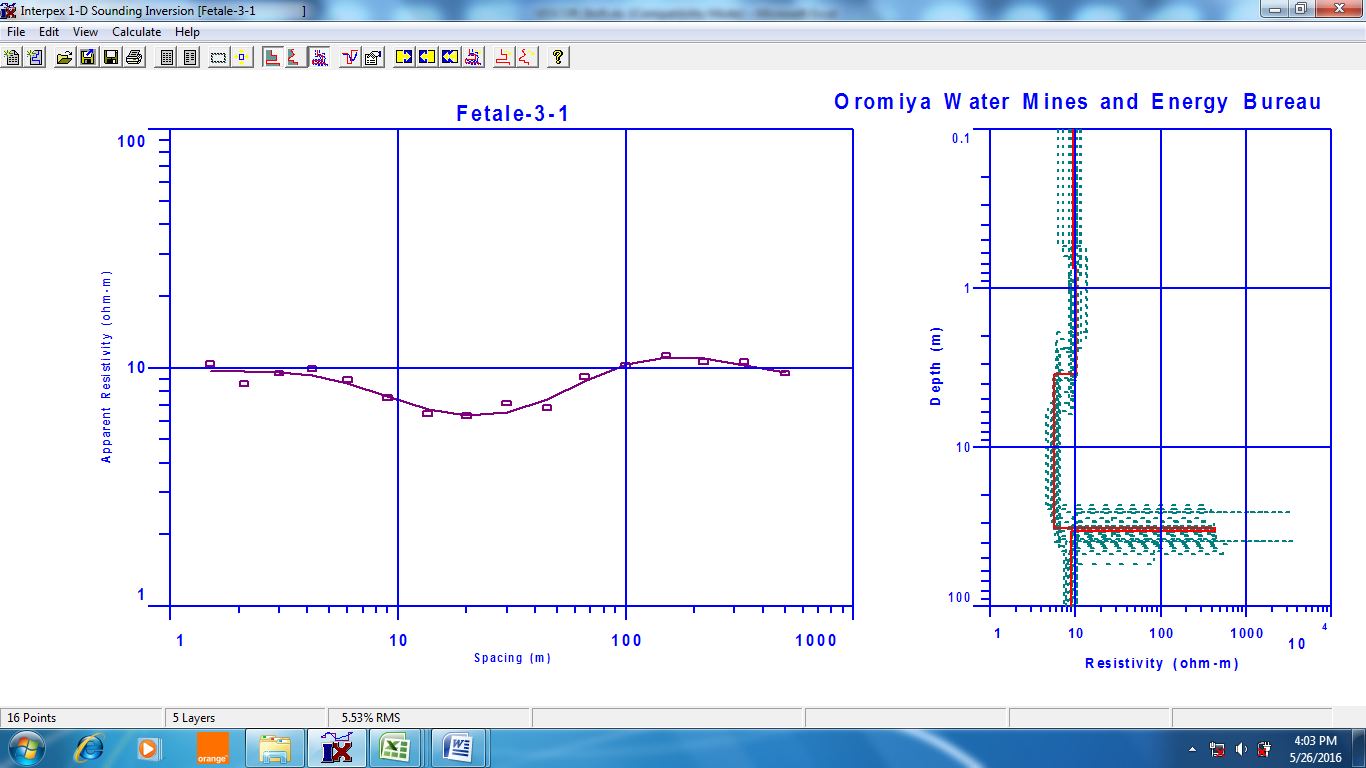 Interpex 1-D Sounding Inversion [Fetale-3-1 ]
File Edit View Calculate Help
Fetale-3-1
Oromiya Water Mines and Energy Bureau
100
10
1
Apparent Resistivity (ohm-m)
1 10 100 1000
Spacing (m)
0.1
1
10
100
Depth (m)
1 10 100 1000 10 4
Resistivity (ohm-m)
16 Points 5 Layers 5.53% RMS
orange
4:03 PM
5/26/2016